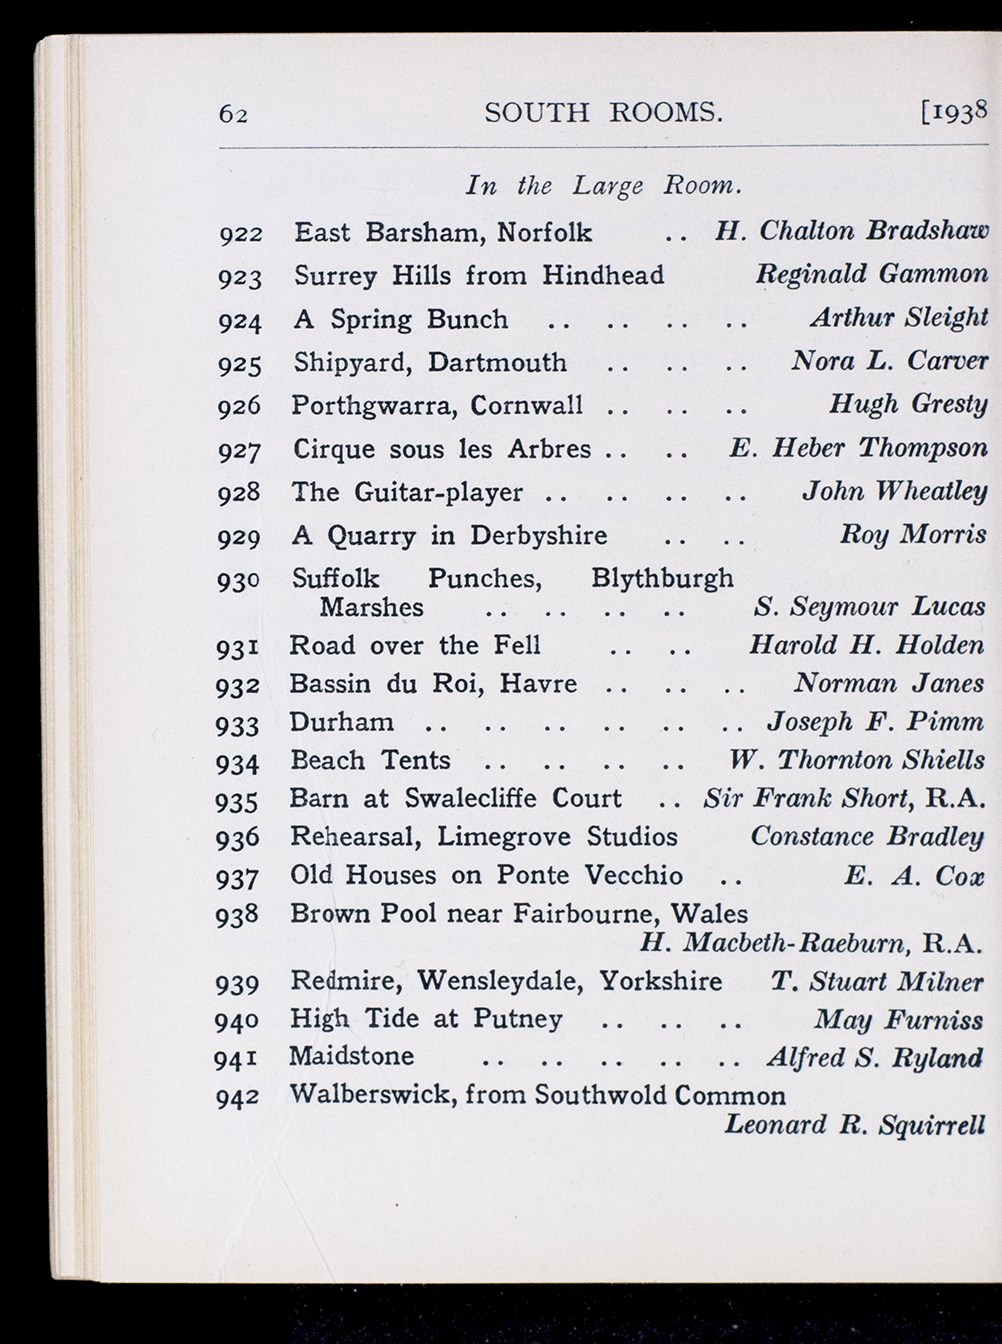 62 SOUTH ROOMS. [1938
In the Large Room.
922 East Barsham, Norfolk .. H. Chalton Bradshaw
923 Surrey Hills from Hindhead Reginald Gammon
924 A Spring Bunch .. .. .. .. Arthur Sleight
925 Shipyard, Dartmouth .. .. .. Nora L. Carver
926 Porthgwarra, Cornwall .. .. .. Hugh Gresty
927 Cirque sous les Arbres .. .. E. Heber Thompson
928 The Guitar-player .. .. .. .. John Wheatley
929 A Quarry in Derbyshire .. .. Roy Morris
930 Suffolk Punches, Blythburgh
Marshes .. .. .. .. S. Seymour Lucas
931 Road over the Fell .. .. Harold H. Holden
932 Bassin du Roi, Havre .. .. .. Norman Janes
933 Durham .. .. .. .. .. .. Joseph F. Pimm
934 Beach Tents .. .. .. .. W. Thornton Shiells
935 Barn at Swalecliffe Court .. Sir Frank Short, R.A.
936 Rehearsal, Limegrove Studios Constance Bradley
937 Old Houses on Ponte Vecchio .. E. A. Cox
938 Brown Pool near Fairbourne, Wales
H. Macbeth-Raeburn, R.A.
939 Redmire, Wensleydale, Yorkshire T. Stuart Milner
940 High Tide at Putney .. .. .. May Furniss
941 Maidstone .. .. .. .. .. Alfred S. Ryland
942 Walberswick, from Southwold Common
Leonard R. Squirrell